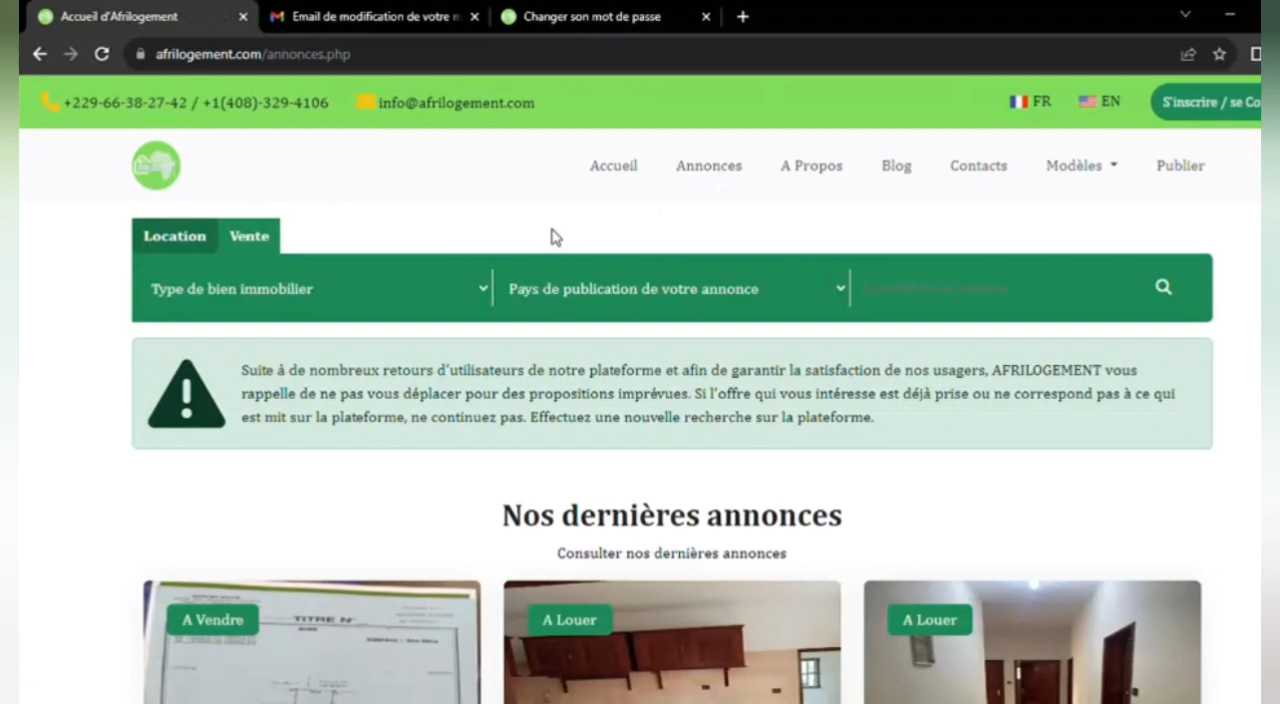 Accueil d'Afrilogement
Email de modification de votre m
Changer son mot de passe
afrilogement.com/annonces.php
+229-66-38-27-42 / +1(408)-329-4106
info@afrilogement.com
FR
EN
S'inscrire / se Co
Accueil
Annonces
A Propos
Blog
Contacts
Modèles
Publier
Location
Vente
Type de bien immobilier
Pays de publication de votre annonce
Suite à de nombreux retours d'utilisateurs de notre plateforme et afin de garantir la satisfaction de nos usagers, AFRILOGEMENT vous
rappelle de ne pas vous déplacer pour des propositions imprévues. Si l'offre qui vous intéresse est déjà prise ou ne correspond pas à ce qui
est mit sur la plateforme, ne continuez pas. Effectuez une nouvelle recherche sur la plateforme.
Nos dernières annonces
Consulter nos dernières annonces
A Vendre
TITRE N°
A Louer
A Louer